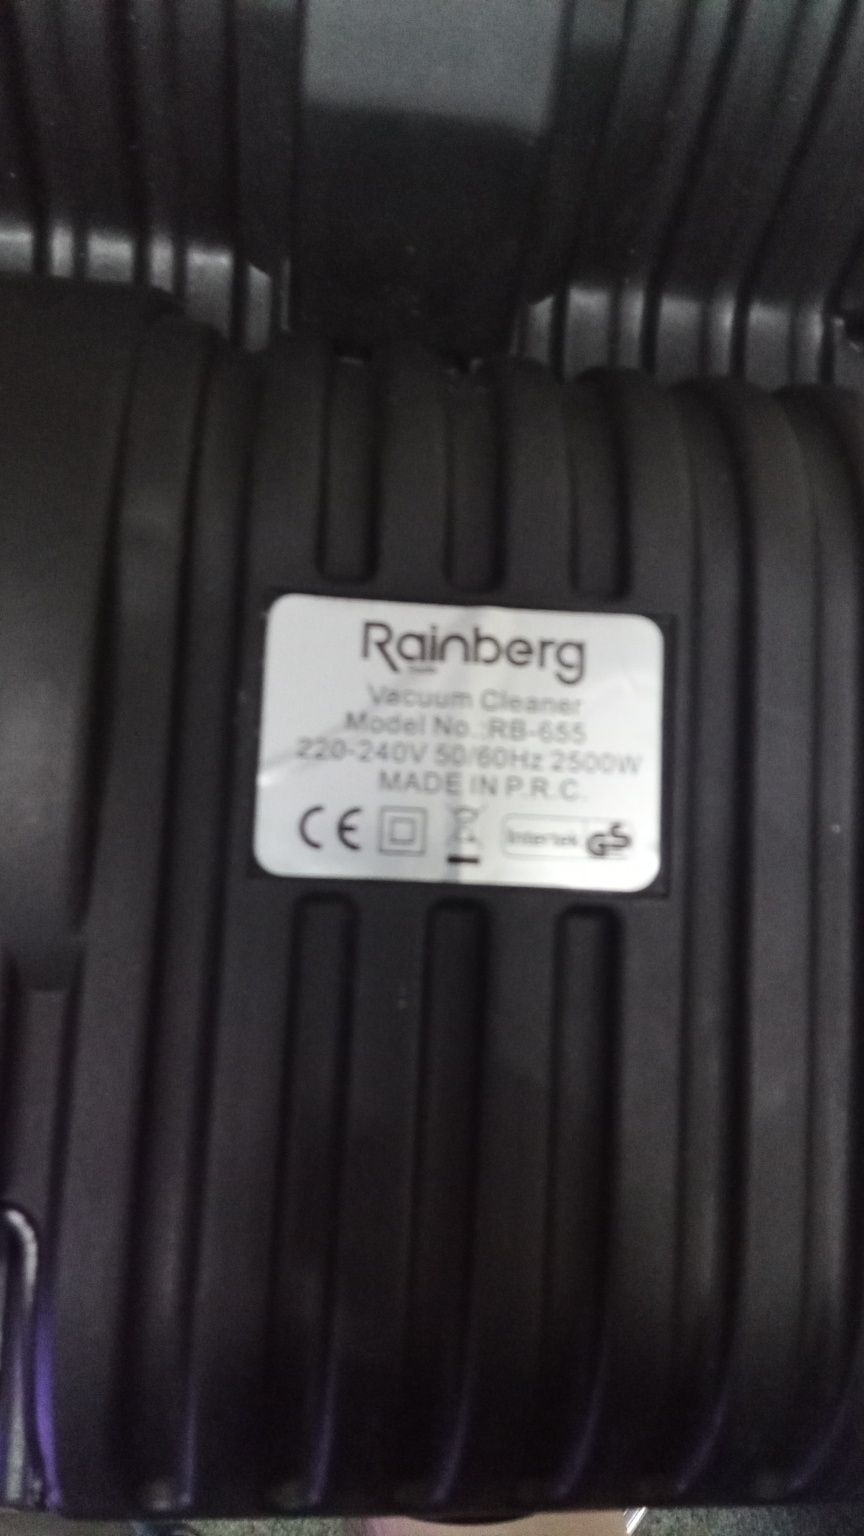 Rainberg
Vacuum Cleaner
Model No.:RB-655
220-240V 50/60Hz 2500W
MADE IN P.R.C.
CE Intertek GS